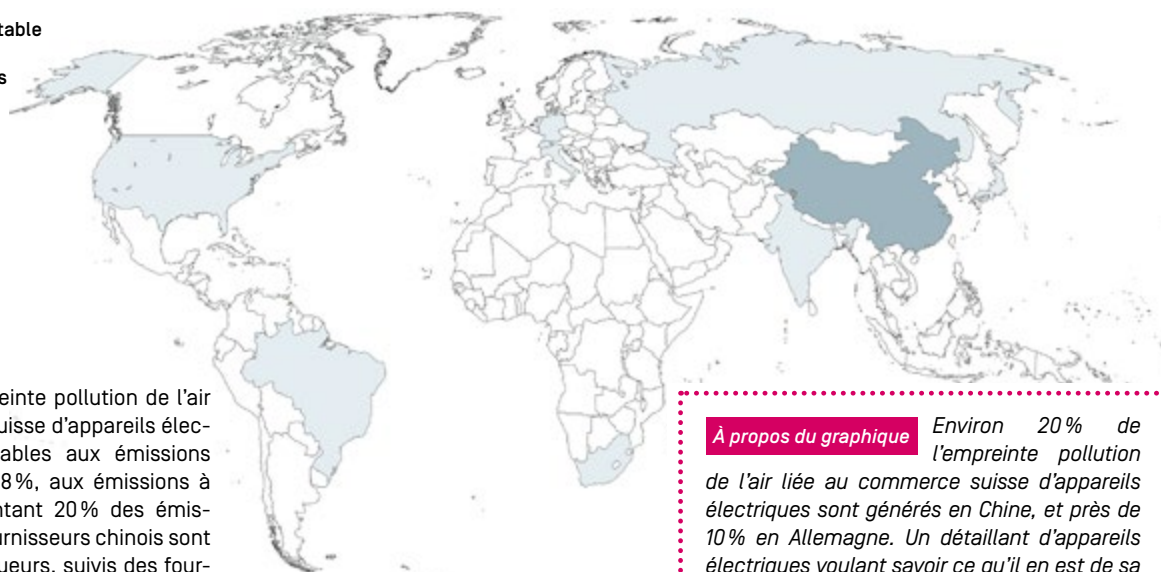 table
s
einte pollution de l'air
uisse d'appareils élec-
ables aux émissions
8 %, aux émissions à
ntant 20 % des émis-
urnisseurs chinois sont
ueurs, suivis des four-
À propos du graphique Environ 20 % de
l'empreinte pollution
de l'air liée au commerce suisse d'appareils
électriques sont générés en Chine, et près de
10 % en Allemagne. Un détaillant d'appareils
électriques voulant savoir ce qu'il en est de sa